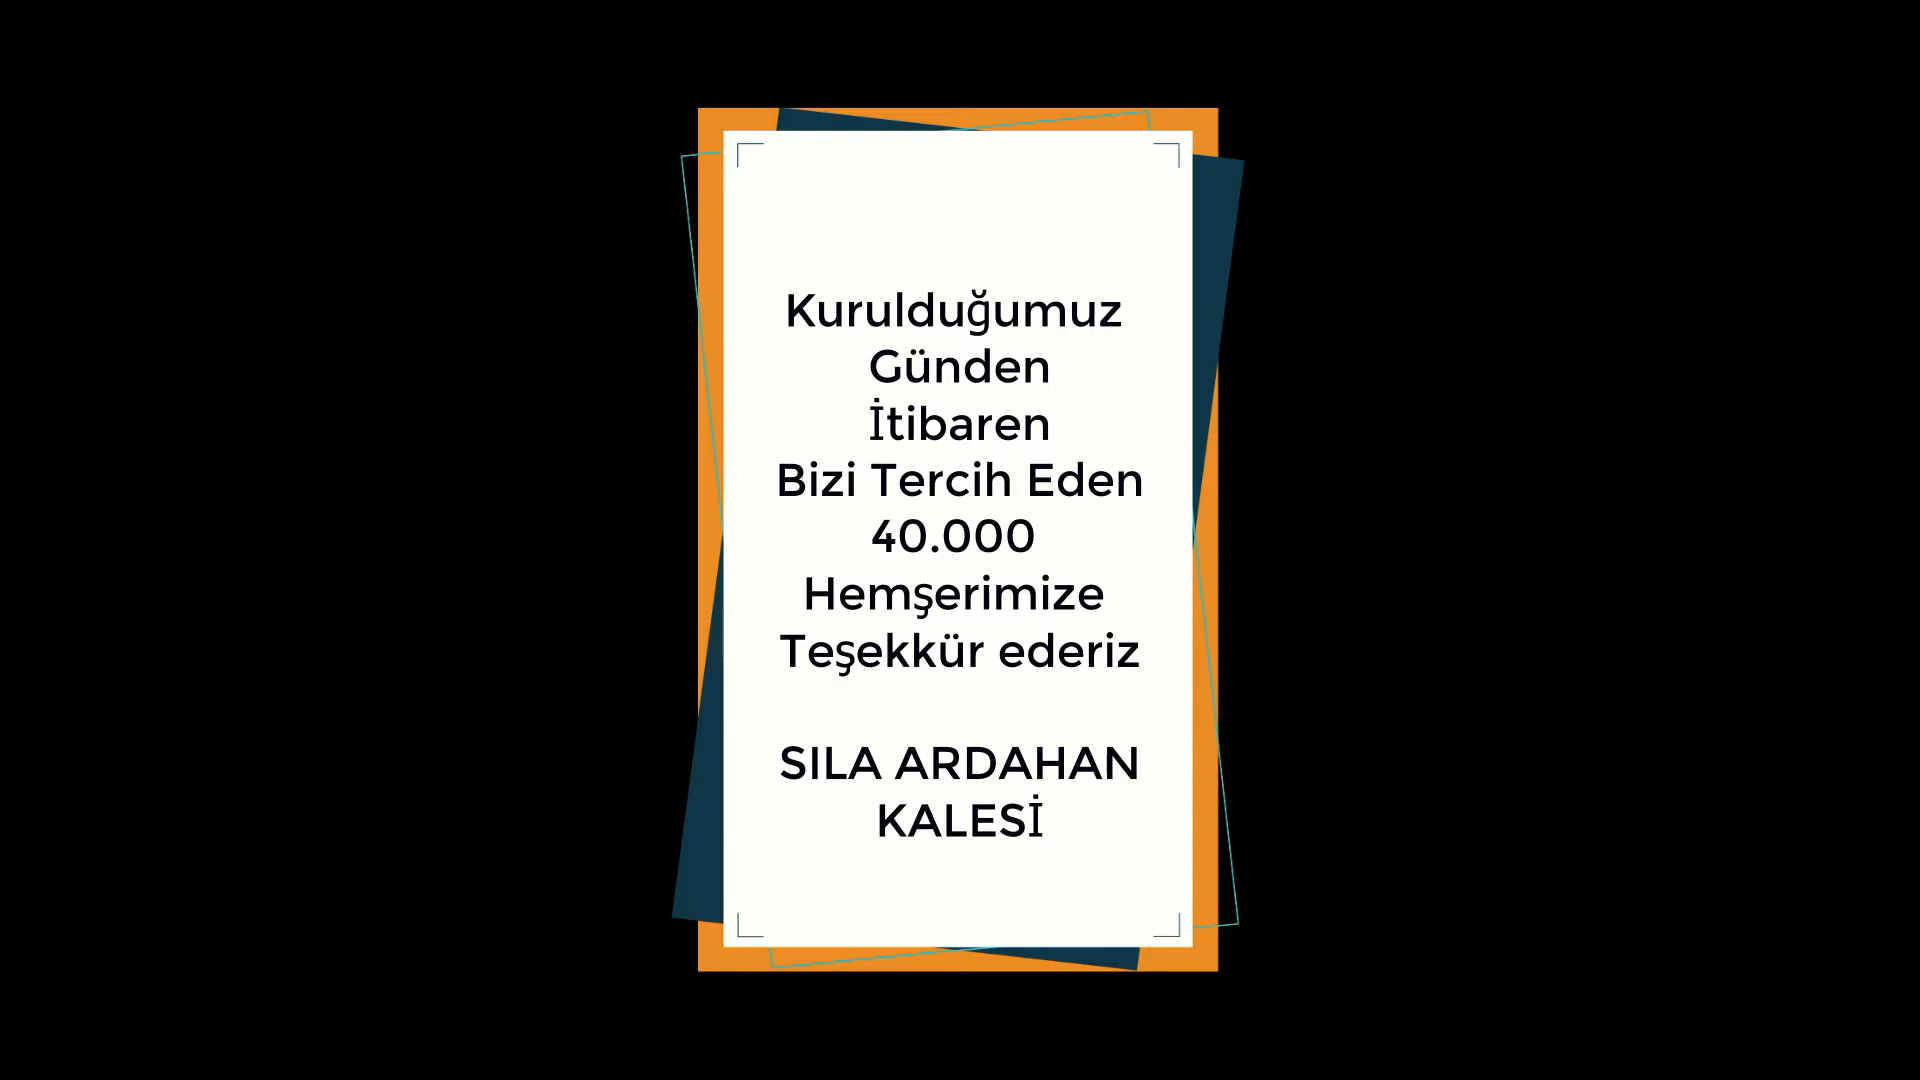 Kurulduğumuz
Günden
İtibaren
Bizi Tercih Eden
40.000
Hemşerimize
Teşekkür ederiz
SILA ARDAHAN
KALESİ